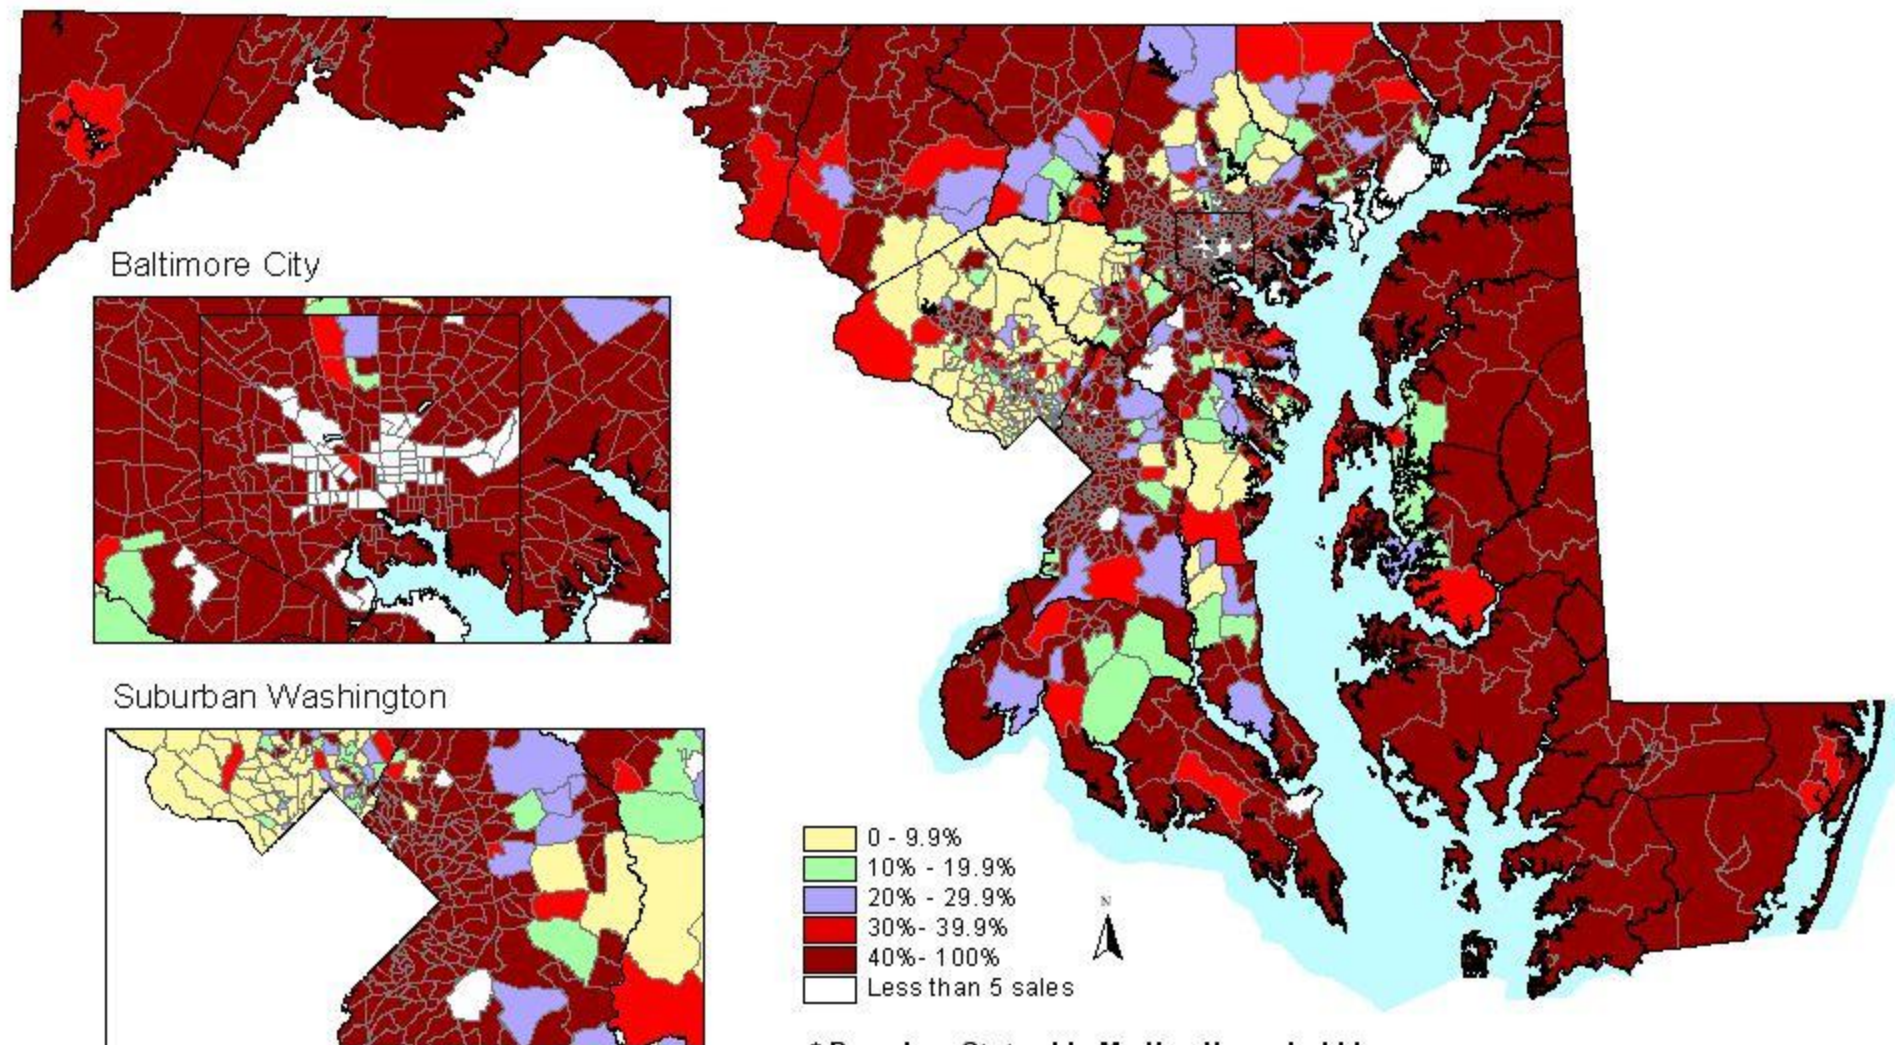 Baltimore City
Suburban Washington
0 - 9.9%
10% - 19.9%
20% - 29.9%
30%- 39.9%
40%- 100%
Less than 5 sales
N